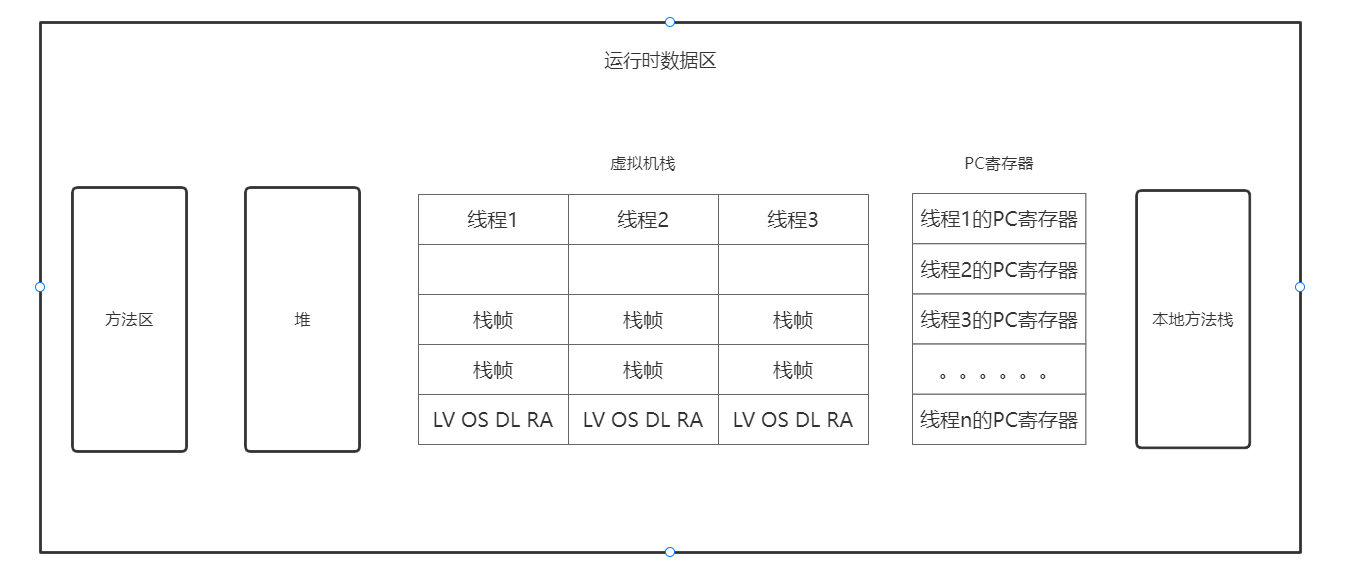 运行时数据区
虚拟机栈
PC寄存器
方法区
堆
线程1 线程2 线程3
栈帧 栈帧 栈帧
栈帧 栈帧 栈帧
LV OS DL RA LV OS DL RA LV OS DL RA
线程1的PC寄存器
线程2的PC寄存器
线程3的PC寄存器
。。。。。。
线程n的PC寄存器
本地方法栈